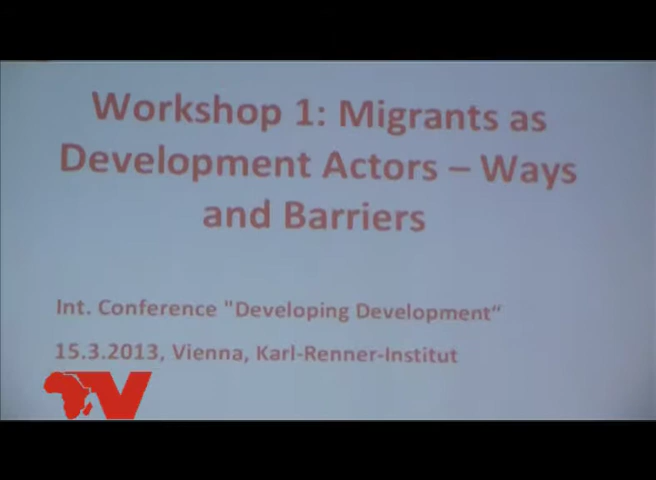 Workshop 1: Migrants as
Development Actors – Ways
and Barriers
Int. Conference "Developing Development“
15.3.2013, Vienna, Karl-Renner-Institut
TV